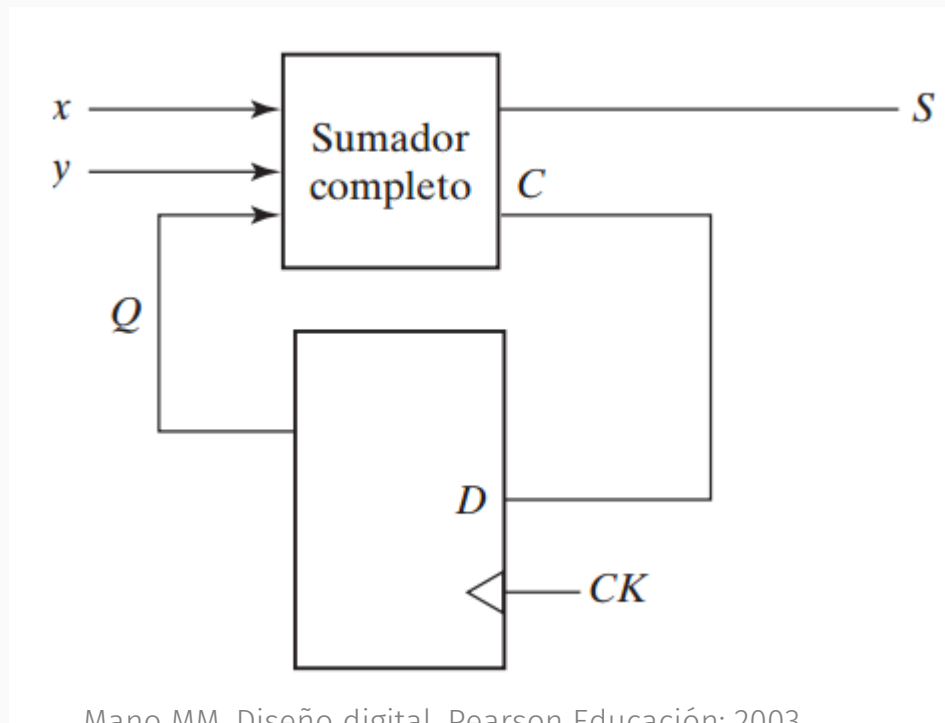 x
S
Sumador
y
completo
C
Q
D
CK
Mano MM. Diseño digital. Pearson Educación; 2003